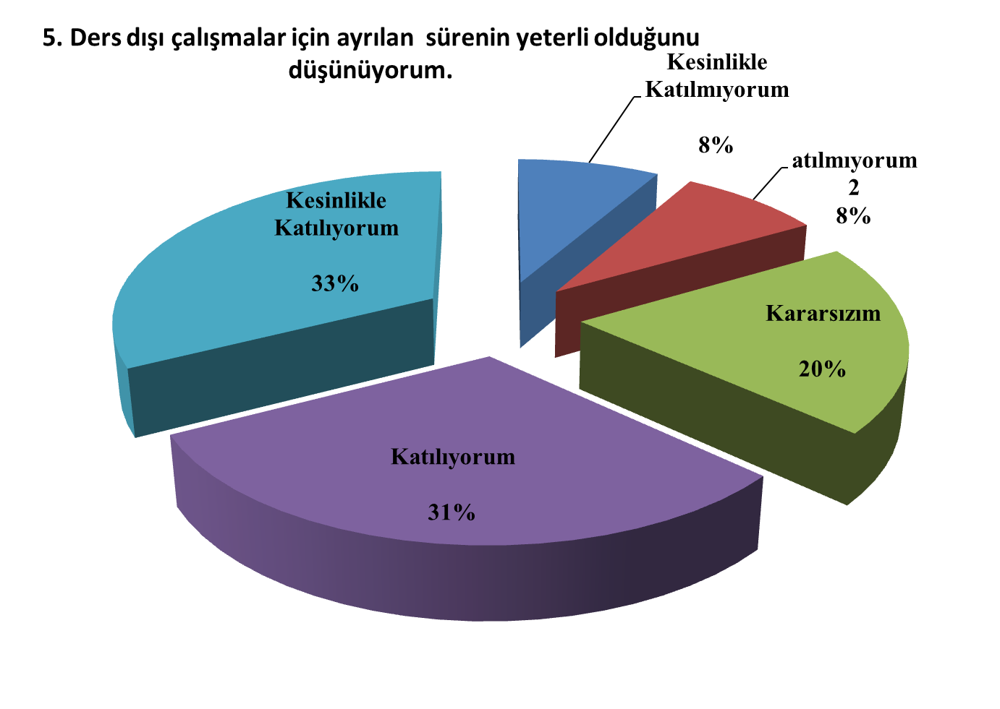 5. Ders dışı çalışmalar için ayrılan  sürenin yeterli olduğunu
düşünüyorum.
Kesinlikle
Katılmıyorum
8%
atılmıyorum
2
8%
Kararsızım
20%
Katılıyorum
31%
Kesinlikle
Katılıyorum
33%